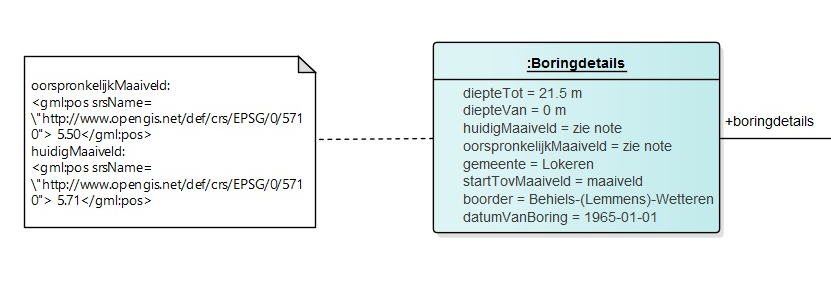 oorspronkelijkMaaiveld:
<gml:pos srsName=
\"http://www.opengis.net/def/crs/EPSG/0/571
0"> 5.50</gml:pos>
huidigMaaiveld:
<gml:pos srsName=
\"http://www.opengis.net/def/crs/EPSG/0/571
0"> 5.71</gml:pos>
:Boringdetails
diepteTot = 21.5 m
diepteVan = 0 m
huidigMaaiveld = zie note
oorspronkelijkMaaiveld = zie note
gemeente = Lokeren
startTovMaaiveld = maaiveld
boorder = Behiels-(Lemmens)-Wetteren
datumVanBoring = 1965-01-01
+boringdetails